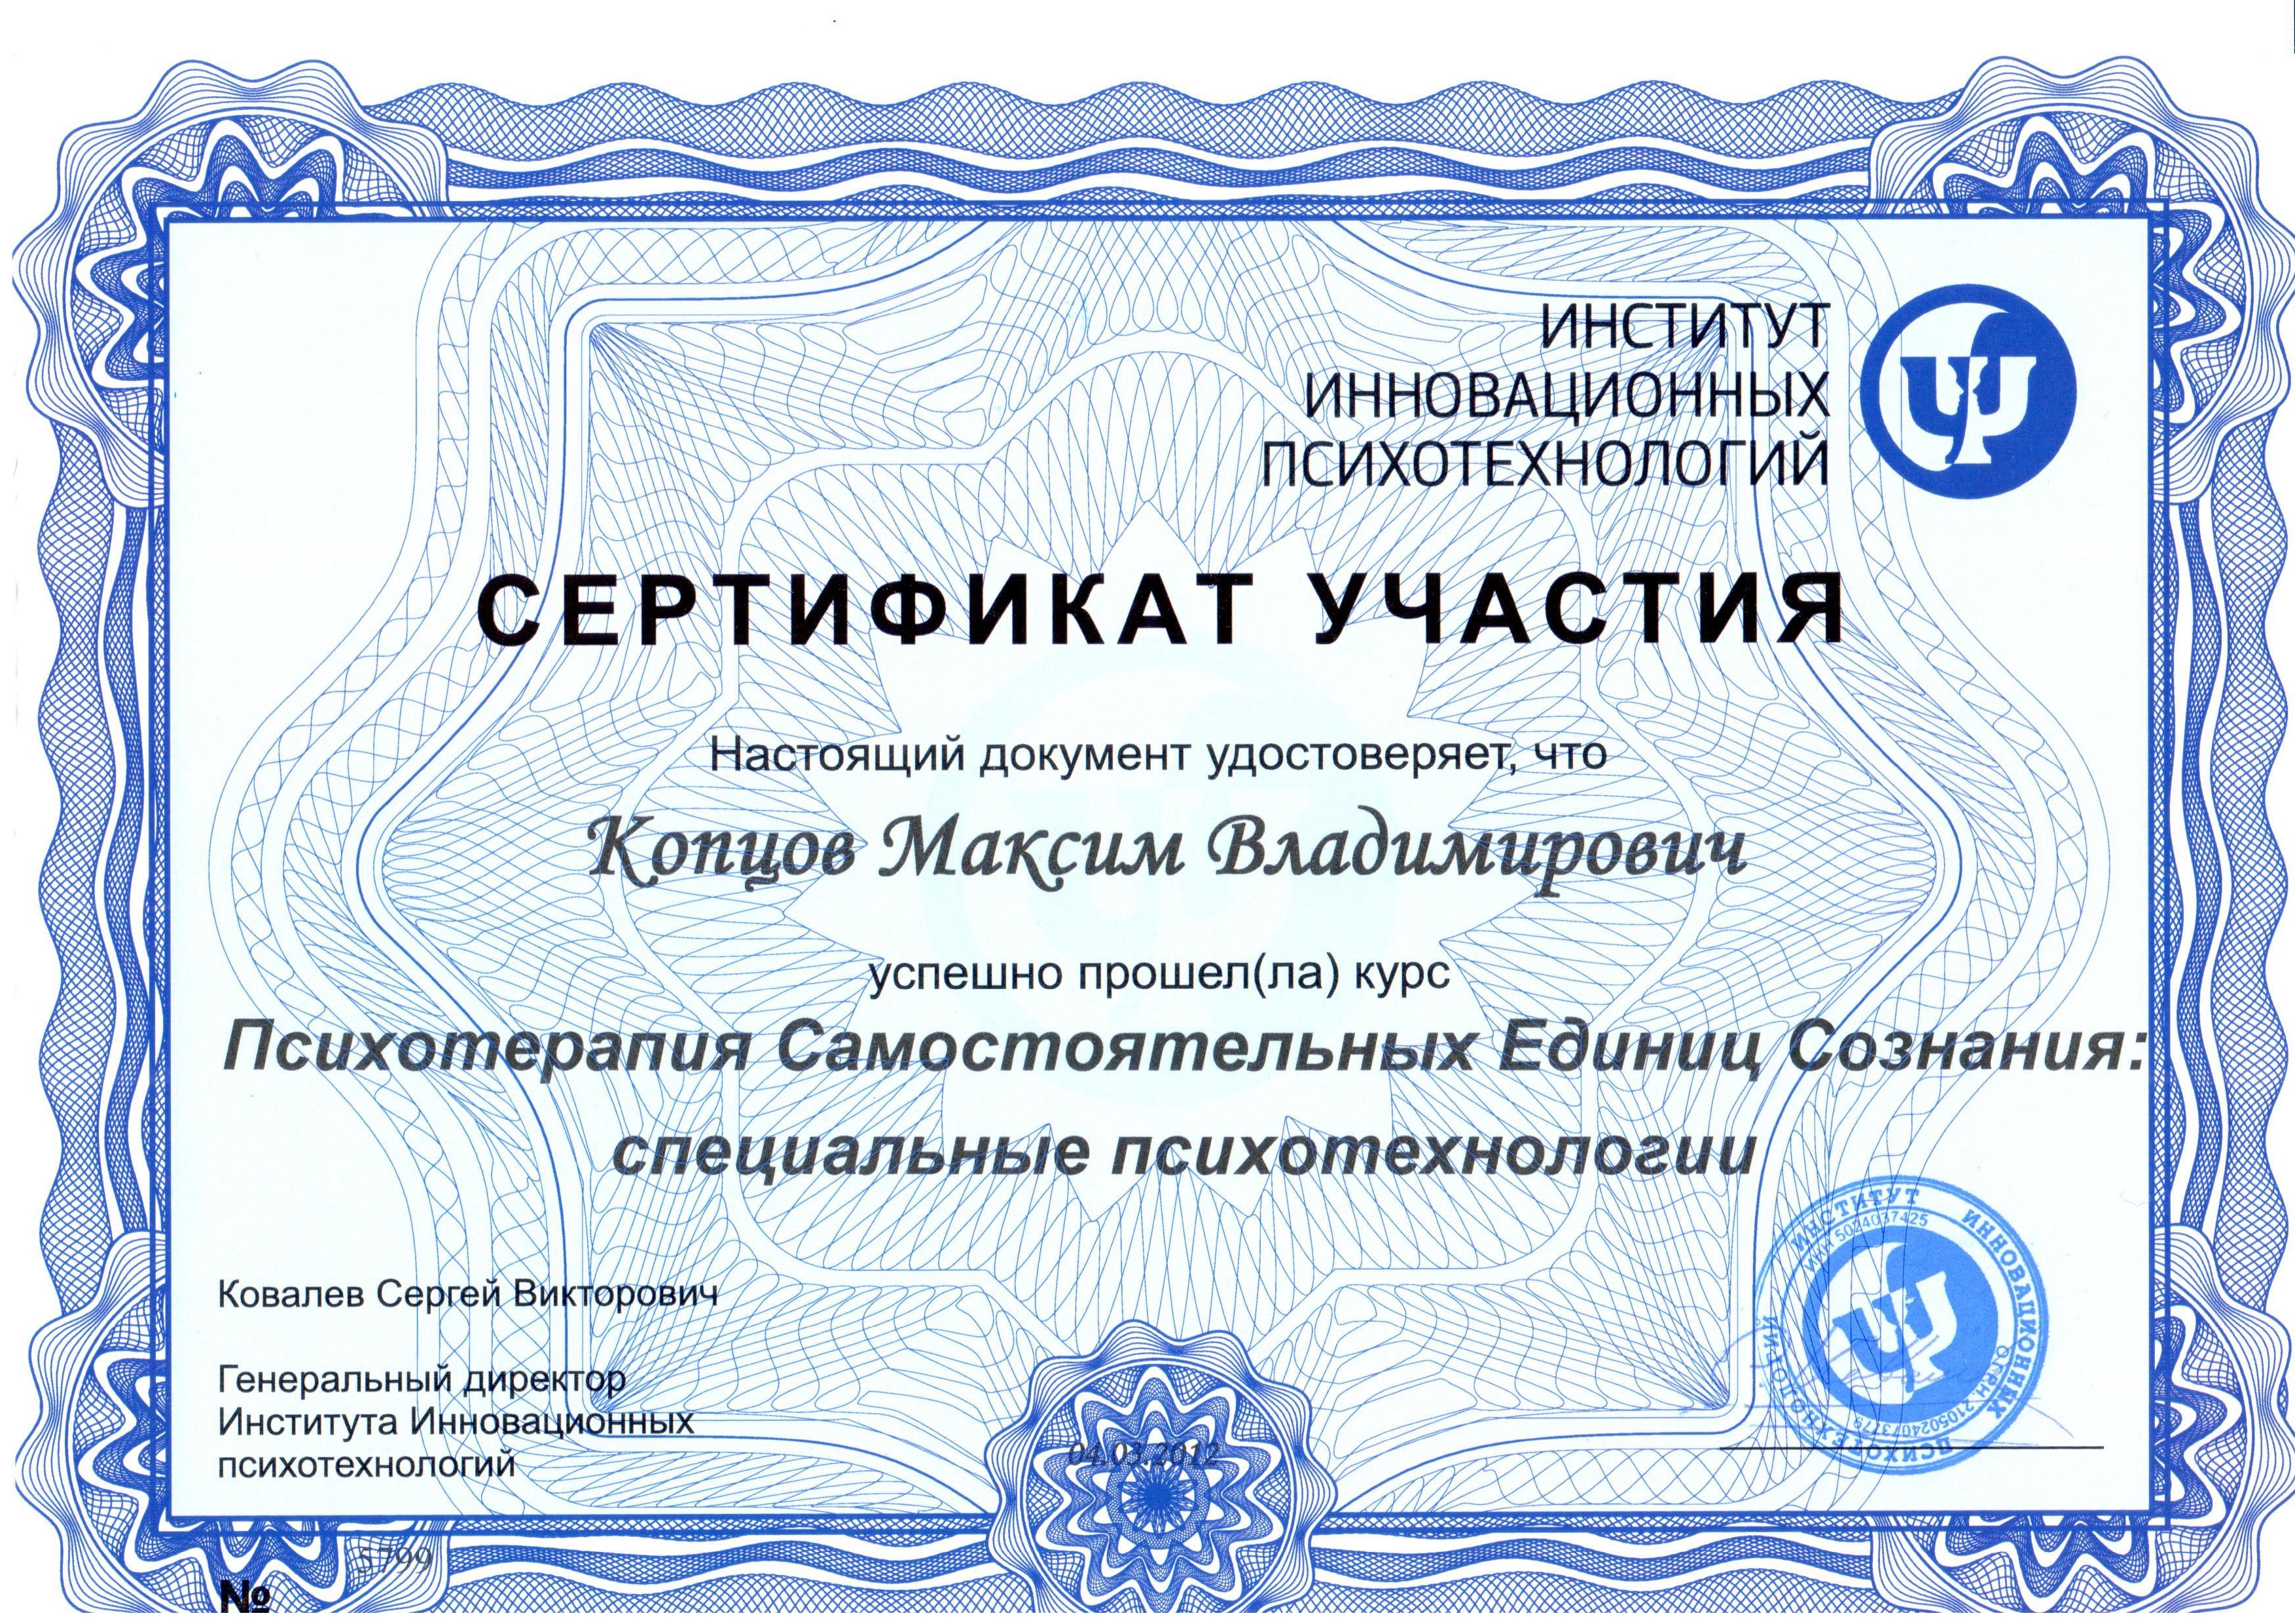 ИНСТИТУТ
ИННОВАЦИОННЫХ
ПСИХОТЕХНОЛОГИЙ
СЕРТИФИКАТ УЧАСТИЯ
Настоящий документ удостоверяет, что
Копцов Максим Владимирович
успешно прошел(ла) курс
Психотерапия Самостоятельных Единиц Сознания:
специальные психотехнологии
Ковалев Сергей Викторович
Генеральный директор
Института Инновационных
психотехнологий
ИНСТИТУТ ИННОВАЦИОННЫХ ПСИХОТЕХНОЛОГИЙ
ИНН 5024037425
ОГРН
04.03.2012
5799
№